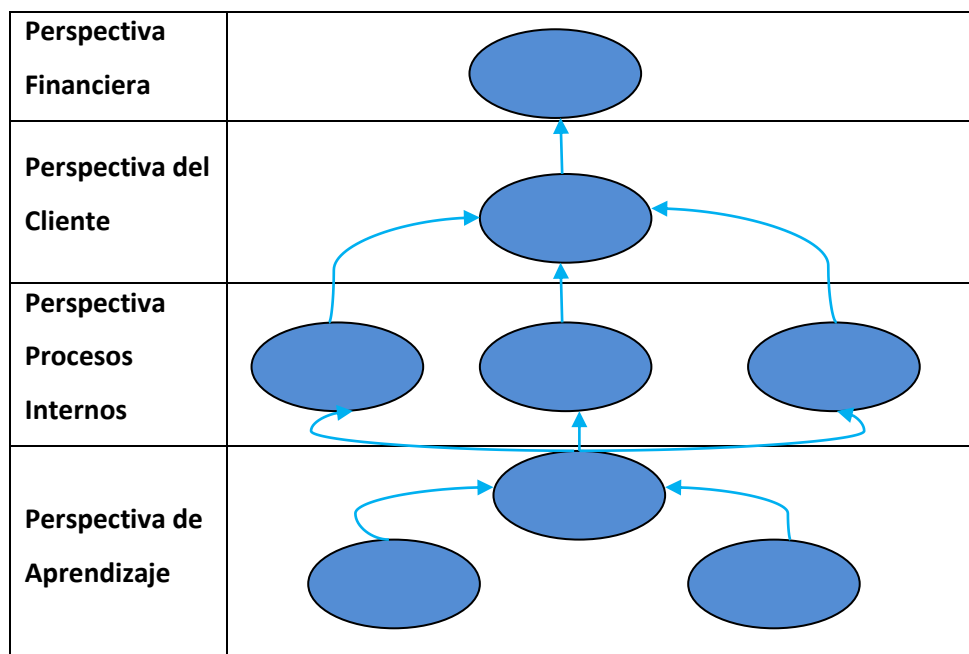 Perspectiva
Financiera
Perspectiva del
Cliente
Perspectiva
Procesos
Internos
Perspectiva de
Aprendizaje